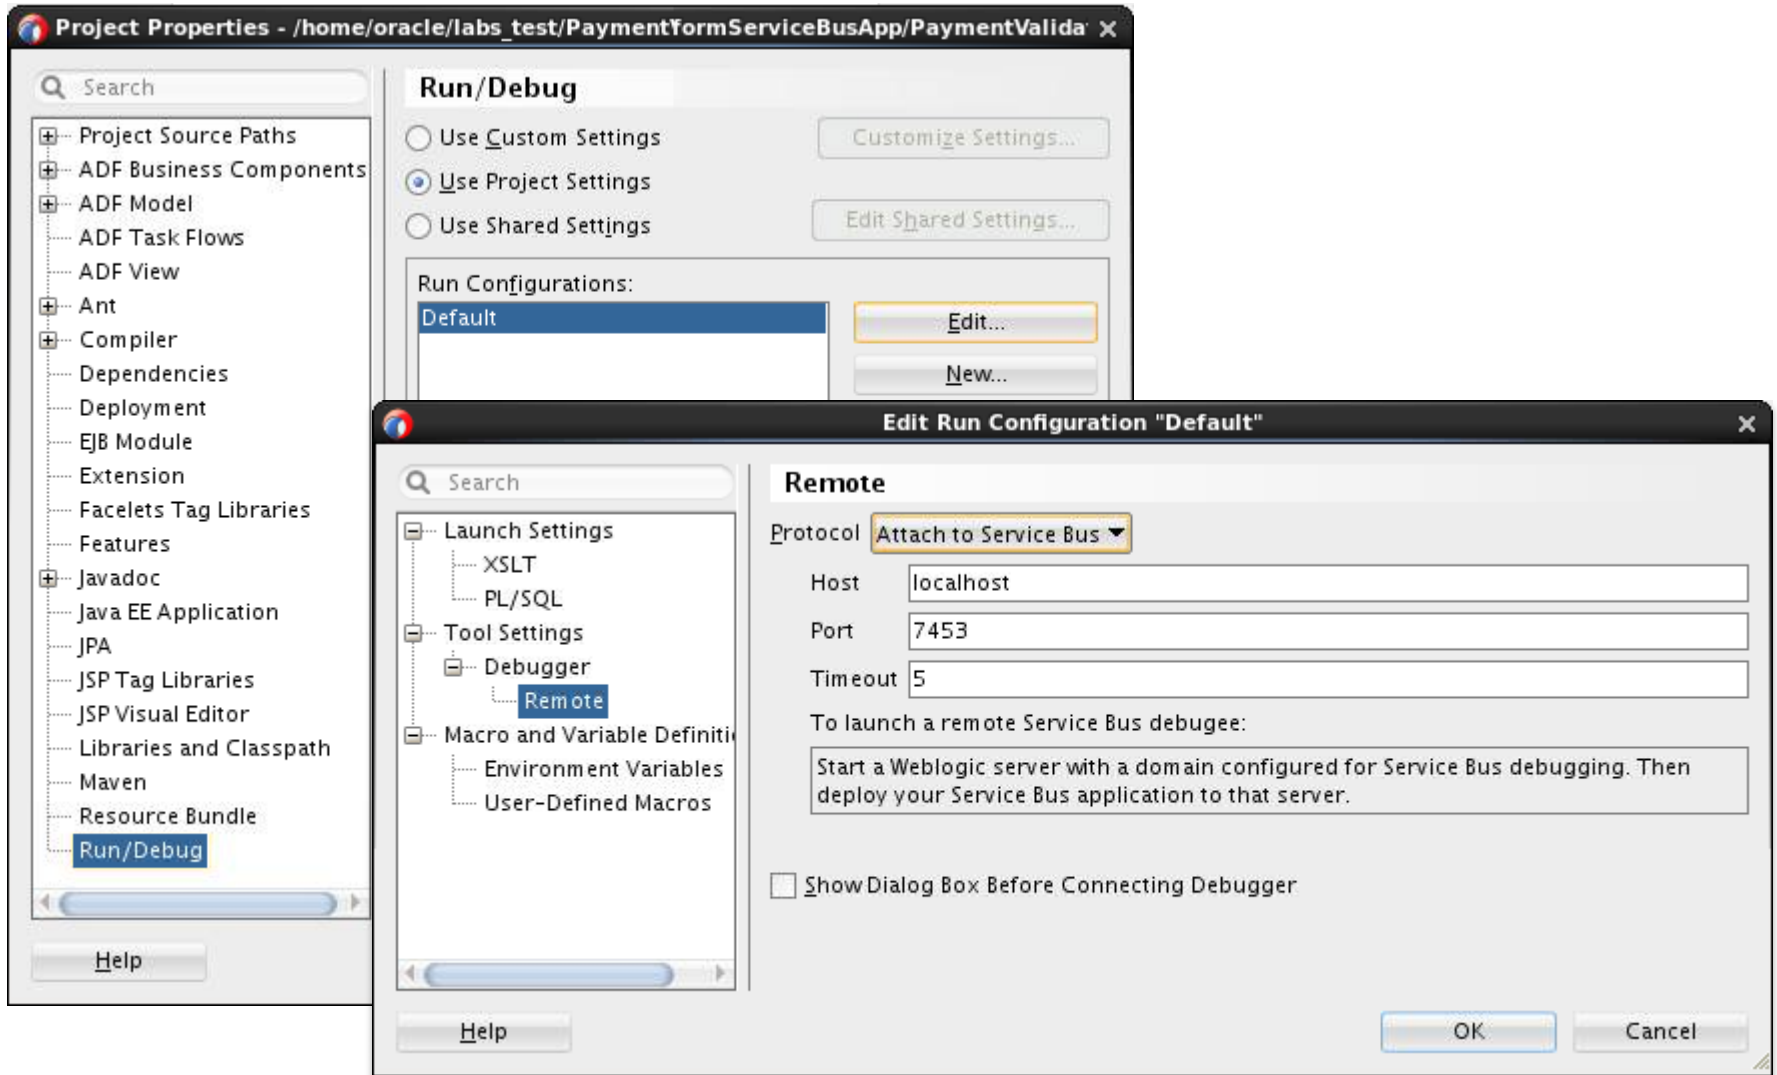 Project Properties - /home/oracle/labs_test/PaymentformServiceBusApp/PaymentValida
Search
Project Source Paths
ADF Business Components
ADF Model
ADF Task Flows
ADF View
Ant
Compiler
Dependencies
Deployment
EJB Module
Extension
Facelets Tag Libraries
Features
Javadoc
Java EE Application
JPA
JSP Tag Libraries
JSP Visual Editor
Libraries and Classpath
Maven
Resource Bundle
Run/Debug
Help
Run/Debug
Use Custom Settings
Customize Settings...
Use Project Settings
Use Shared Settings
Edit Shared Settings...
Run Configurations:
Default
Edit...
New...
Edit Run Configuration "Default"
Search
Launch Settings
XSLT
PL/SQL
Tool Settings
Debugger
Remote
Macro and Variable Definiti
Environment Variables
User-Defined Macros
Help
Remote
Protocol Attach to Service Bus
Host localhost
Port 7453
Timeout 5
To launch a remote Service Bus debugee:
Start a Weblogic server with a domain configured for Service Bus debugging. Then
deploy your Service Bus application to that server.
Show Dialog Box Before Connecting Debugger
OK
Cancel